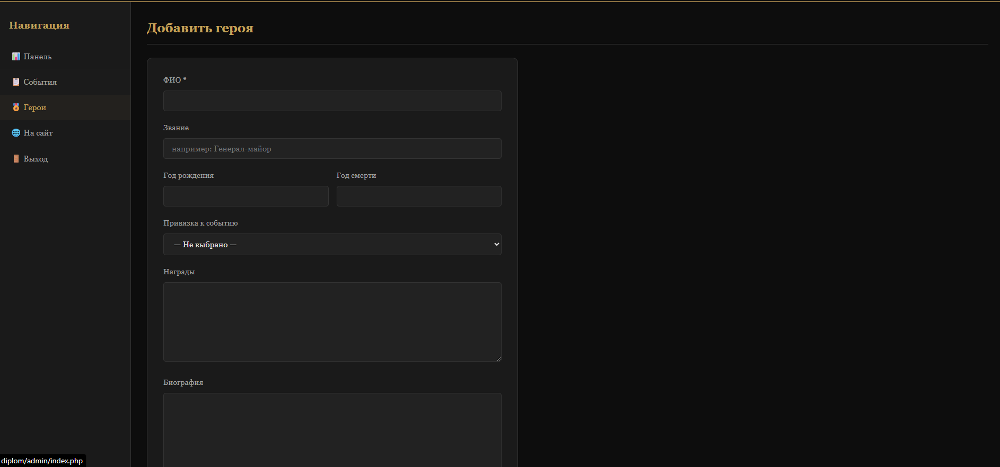 Навигация
Панель
События
Герои
На сайт
Выход
Добавить героя
ФИО *
Звание
например: Генерал-майор
Год рождения
Год смерти
Привязка к событию
— Не выбрано —
Награды
Биография
diplom/admin/index.php